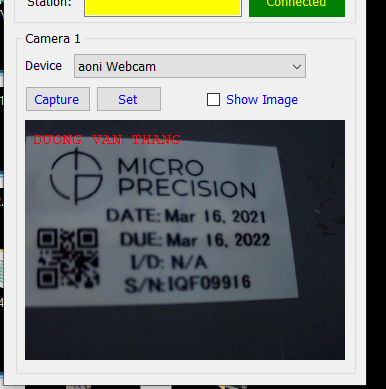 Station:
Connected
Camera 1
Device
aoni Webcam
Capture
Set
Show Image
DUONG VAN THANG
MICRO
PRECISION
DATE: Mar 16, 2021
DUE: Mar 16, 2022
I/D: N/A
S/N: IQF09916